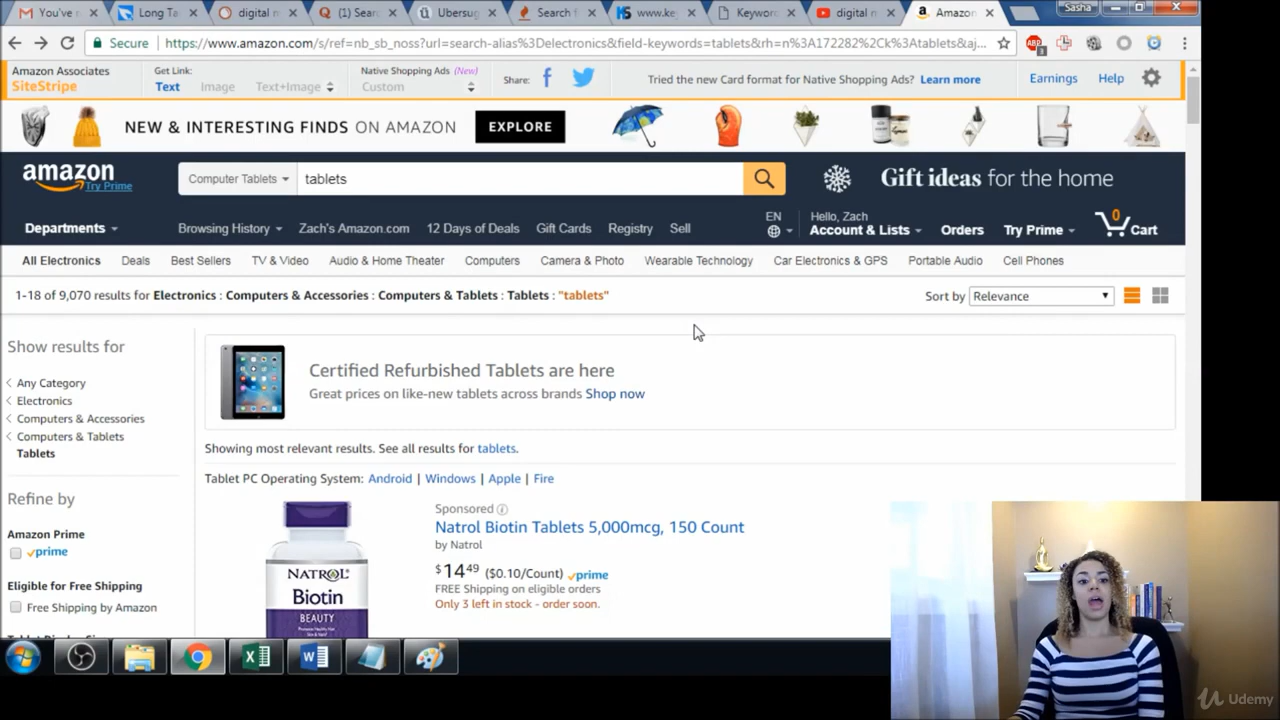 You've
Long Ta
digital m
(1) Sear
Ubersug
Search f
www.ke
Keyword
digital m
Amazon
Sasha
Secure
https://www.amazon.com/s/ref=nb_sb_noss?url=search-alias%3Delectronics&field-keywords=tablets&rh=n%3A172282%2Ck%3Atablets&aj...
Amazon Associates
SiteStripe
Get Link:
Text Image Text+Image
Native Shopping Ads (New)
Custom
Share:
Tried the new Card format for Native Shopping Ads? Learn more
Earnings
Help
NEW & INTERESTING FINDS ON AMAZON
EXPLORE
amazon
Try Prime
Computer Tablets
tablets
Gift ideas for the home
Departments
Browsing History
Zach's Amazon.com
12 Days of Deals
Gift Cards
Registry
Sell
EN
Hello, Zach
Account & Lists
Orders
Try Prime
0
Cart
All Electronics
Deals
Best Sellers
TV & Video
Audio & Home Theater
Computers
Camera & Photo
Wearable Technology
Car Electronics & GPS
Portable Audio
Cell Phones
1-18 of 9,070 results for Electronics : Computers & Accessories : Computers & Tablets : Tablets : "tablets"
Sort by Relevance
Show results for
Any Category
Electronics
Computers & Accessories
Computers & Tablets
Tablets
Refine by
Amazon Prime
prime
Eligible for Free Shipping
Free Shipping by Amazon
Certified Refurbished Tablets are here
Great prices on like-new tablets across brands Shop now
Showing most relevant results. See all results for tablets.
Tablet PC Operating System: Android | Windows | Apple | Fire
NATROL
Biotin
BEAUTY
Sponsored
Natrol Biotin Tablets 5,000mcg, 150 Count
by Natrol
$14 49 ($0.10/Count) prime
FREE Shipping on eligible orders
Only 3 left in stock - order soon.
Udemy